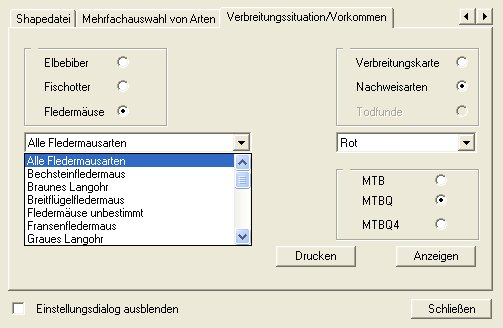 Shapedatei Mehrfachauswahl von Arten Verbreitungssituation/Vorkommen
Elbebiber
Fischotter
Fledermäuse
Verbreitungskarte
Nachweisarten
Todfunde
Alle Fledermausarten
Rot
Alle Fledermausarten
Bechsteinfledermaus
Braunes Langohr
Breitflügelfledermaus
Fledermäuse unbestimmt
Fransenfledermaus
Graues Langohr
MTB
MTBQ
MTBQ4
Drucken Anzeigen
Einstellungsdialog ausblenden Schließen